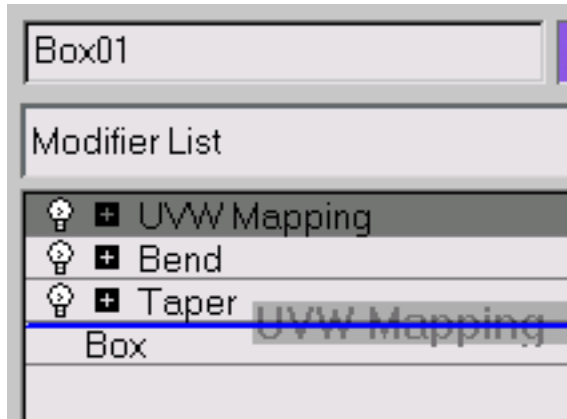 Box01
Modifier List
UVW Mapping
Bend
Taper
UVW Mapping
Box